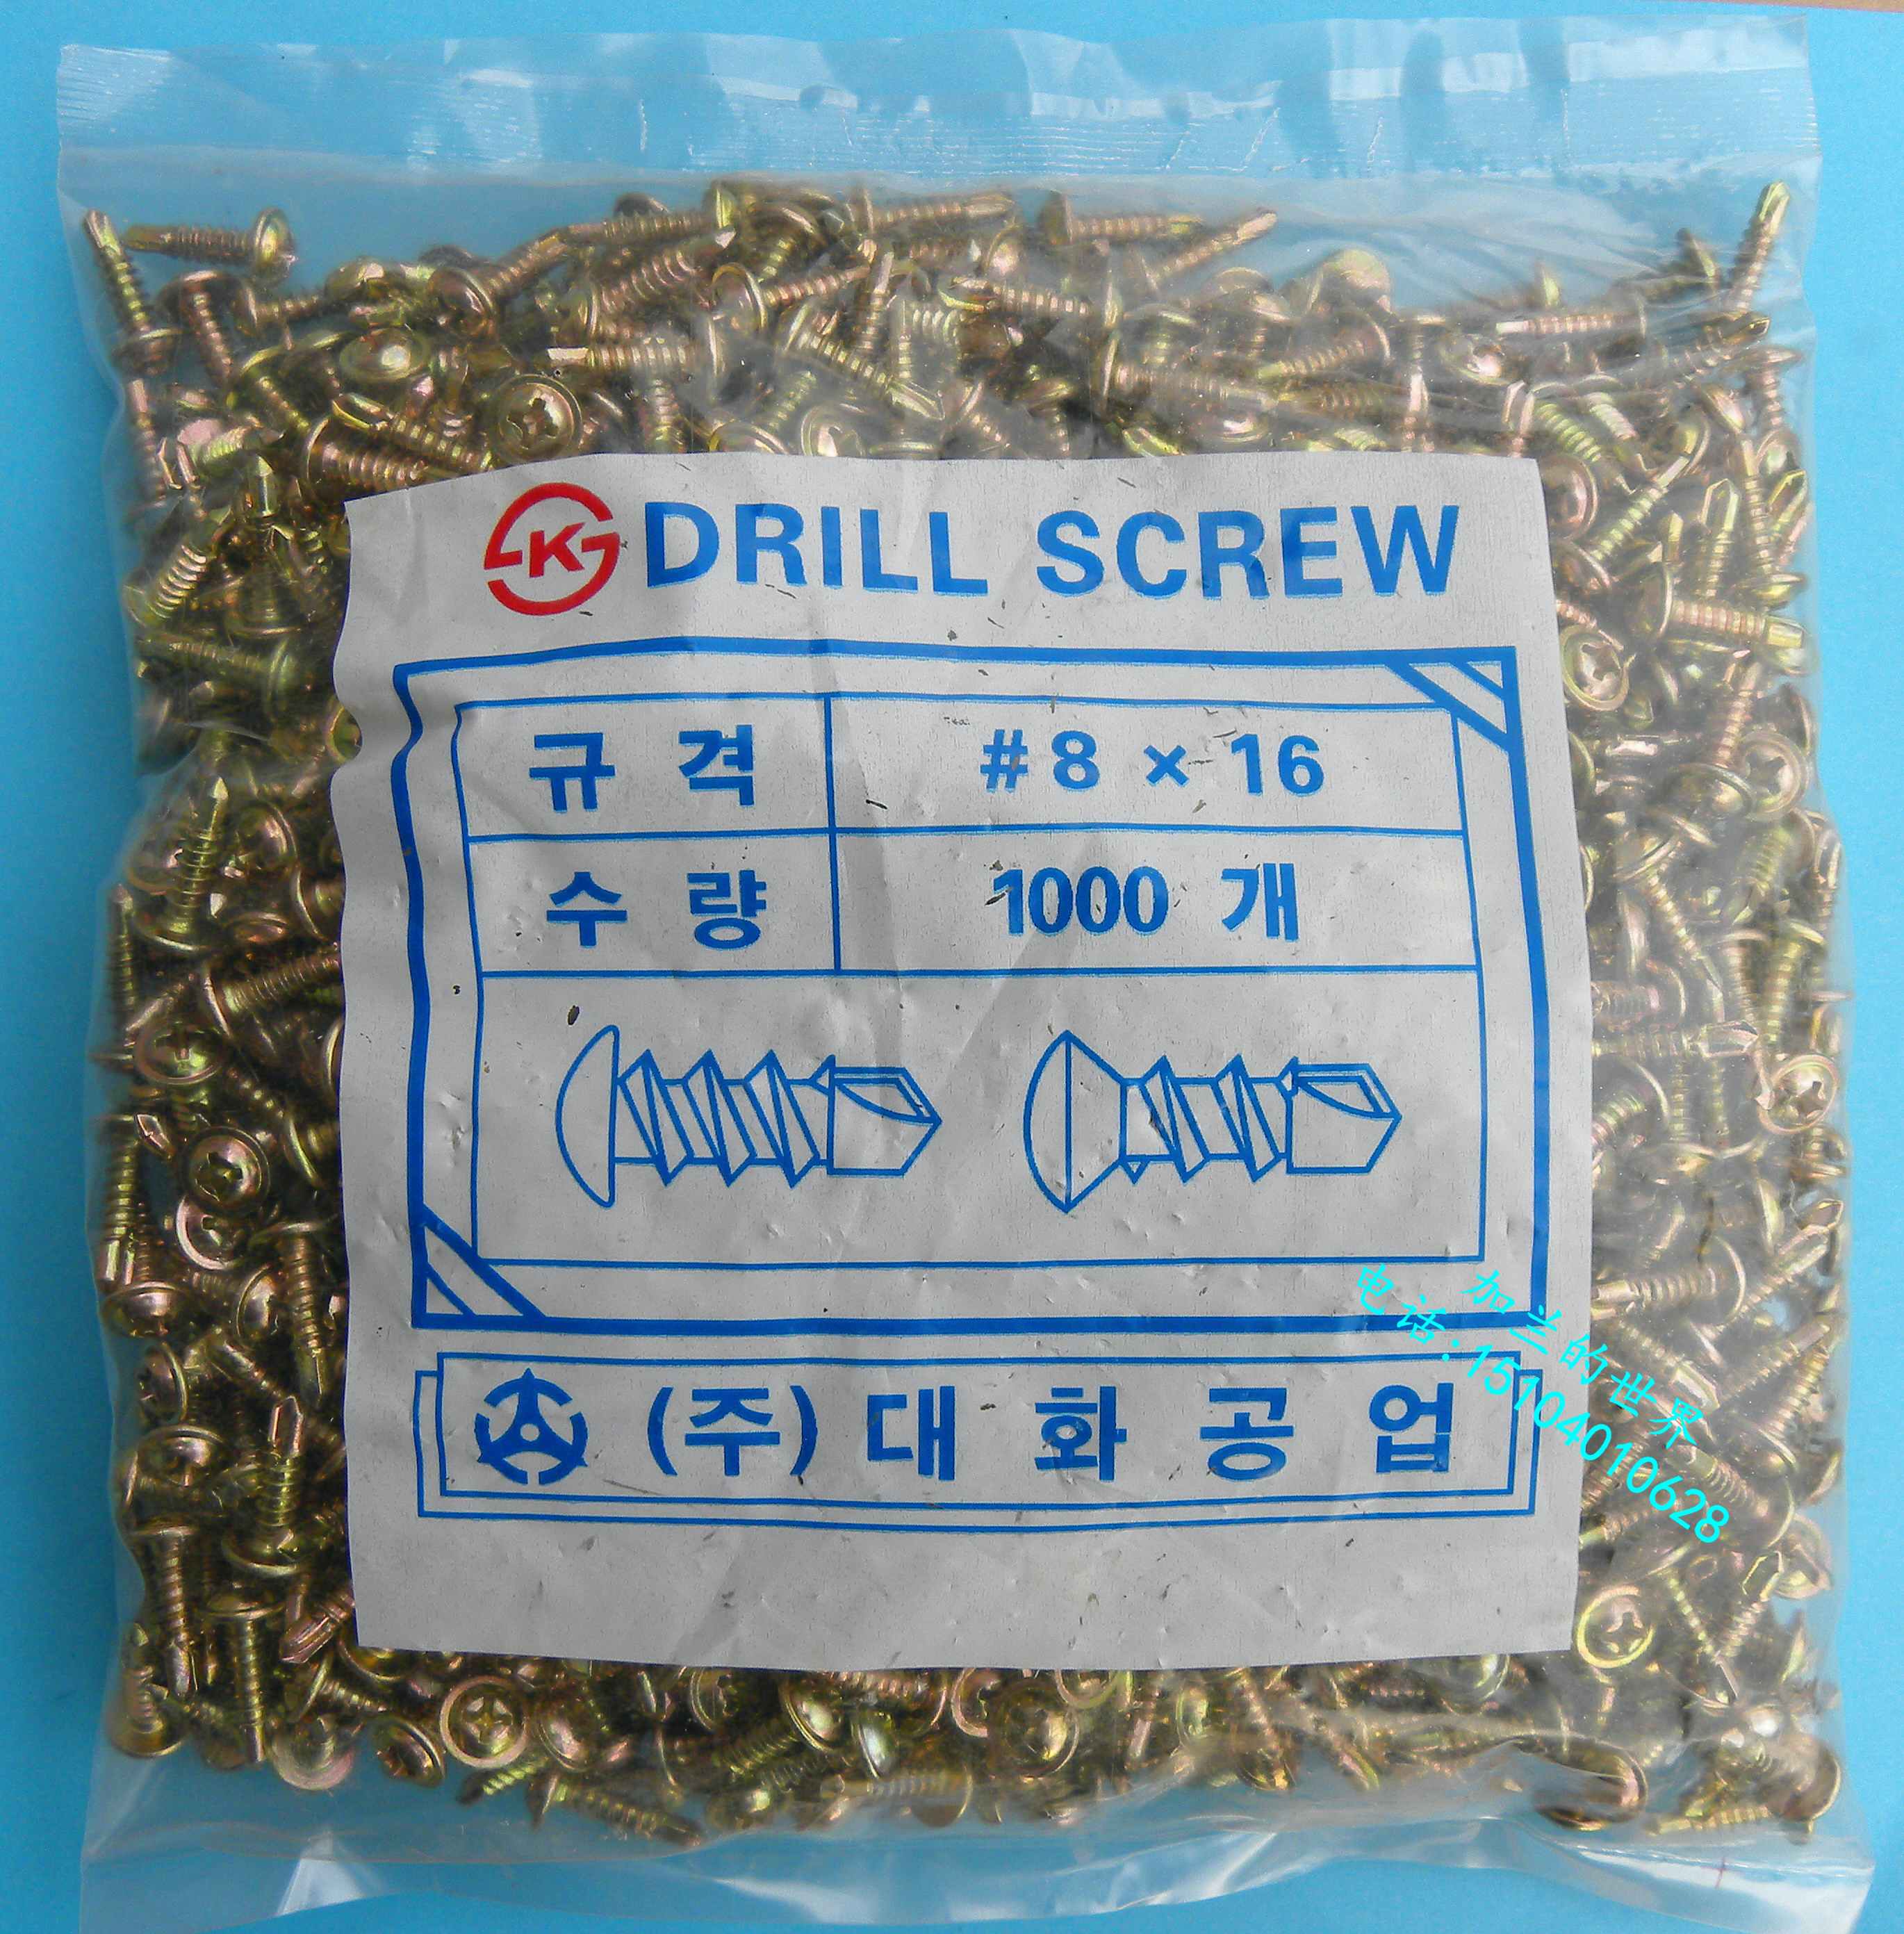 K DRILL SCREW
규격 #8×16
수량 1000 개
(주)대화공업
加兰的世界
电话:15104010628